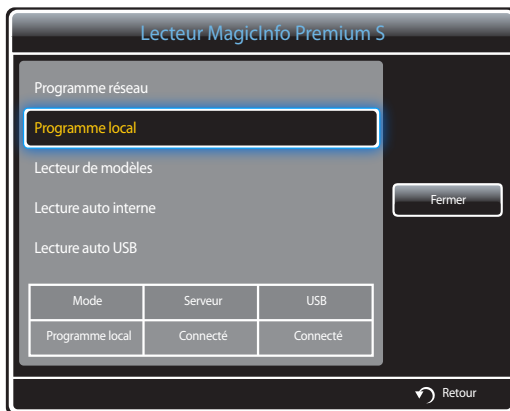 Lecteur MagicInfo Premium S
Programme réseau
Programme local
Lecteur de modèles
Lecture auto interne
Lecture auto USB
Fermer
Mode Serveur USB
Programme local Connecté Connecté
Retour